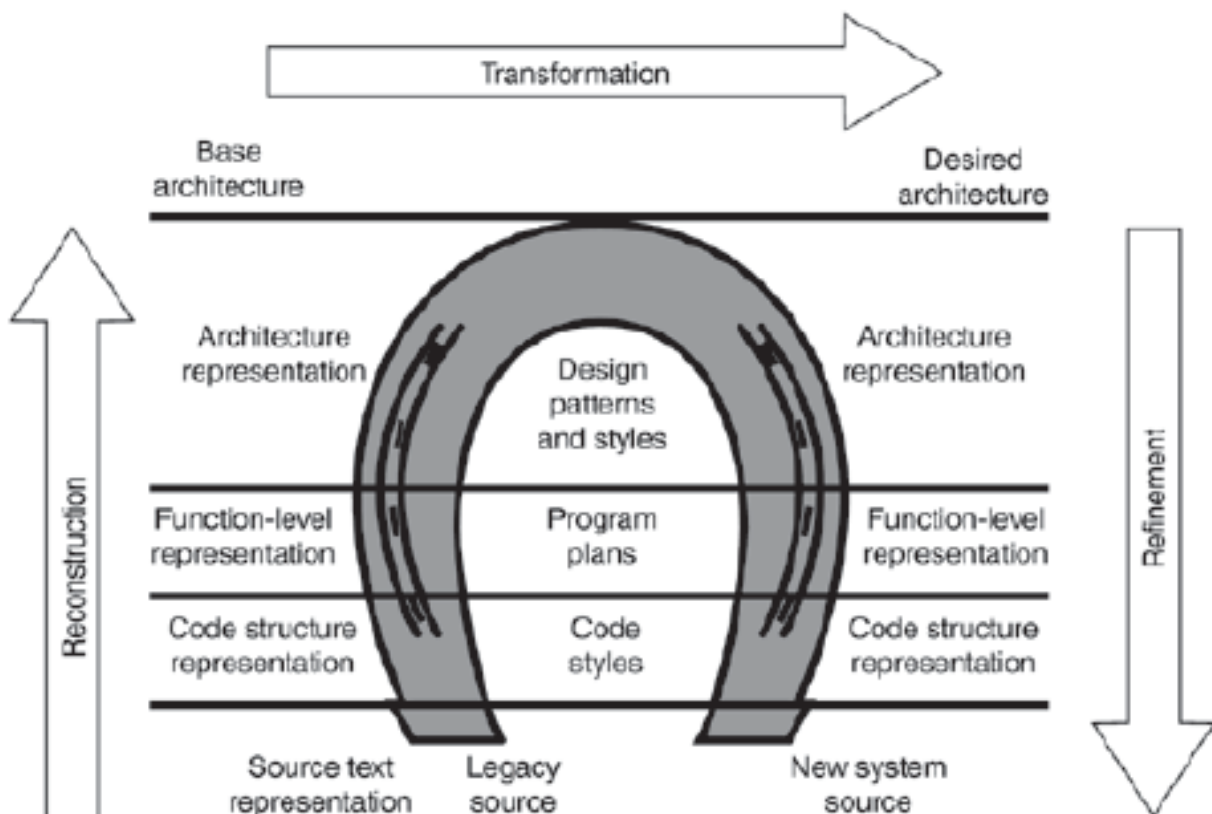 Transformation
Base
architecture
Desired
architecture
Architecture
representation
Design
patterns
and styles
Architecture
representation
Reconstruction
Function-level
representation
Program
plans
Function-level
representation
Refinement
Code structure
representation
Code
styles
Code structure
representation
Source text
representation
Legacy
source
New system
source